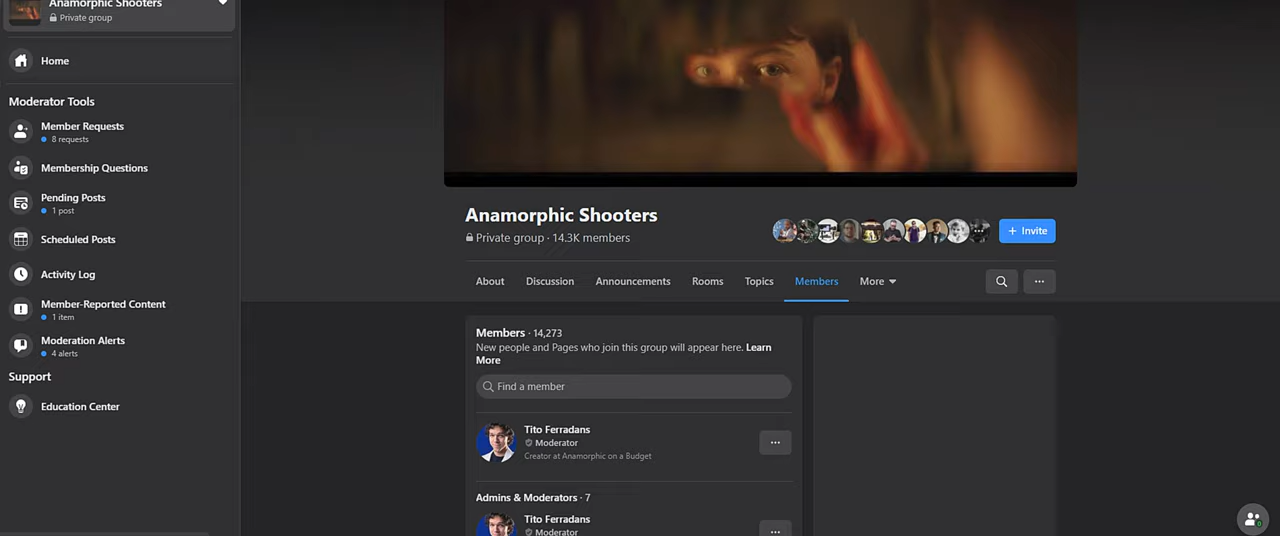 Anamorphic Shooters
Private group
Home
Moderator Tools
Member Requests
8 requests
Membership Questions
Pending Posts
1 post
Scheduled Posts
Activity Log
Member-Reported Content
1 item
Moderation Alerts
4 alerts
Support
Education Center
Anamorphic Shooters
Private group · 14.3K members
+ Invite
About Discussion Announcements Rooms Topics Members More
Members · 14,273
New people and Pages who join this group will appear here. Learn
More
Find a member
Tito Ferradans
Moderator
Creator at Anamorphic on a Budget
Admins & Moderators · 7
Tito Ferradans
Moderator